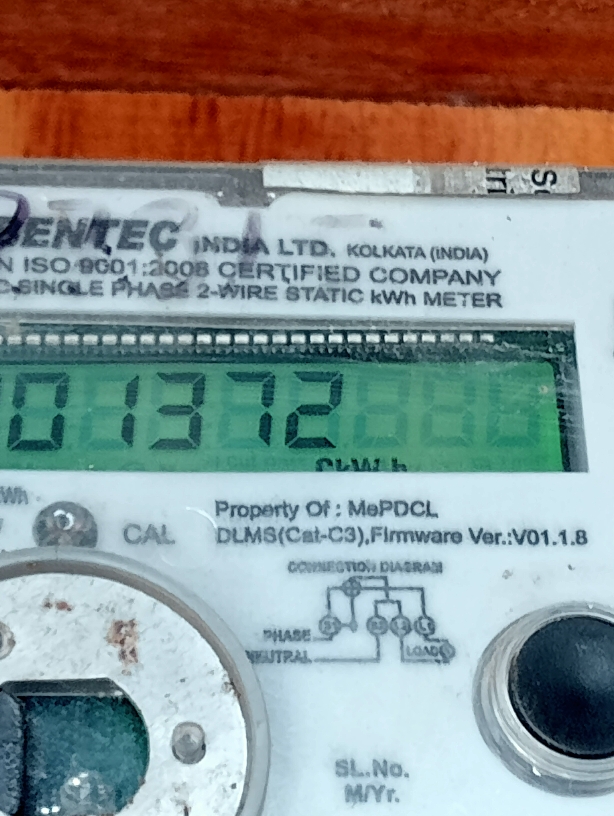 ENTEC INDIA LTD. KOLKATA (INDIA)
N ISO 9001:2008 CERTIFIED COMPANY
C SINGLE PHASE 2-WIRE STATIC kWh METER
01372
kW h
Wh
CAL
Property Of : MePDCL
DLMS(Cat-C3),Firmware Ver.:V01.1.8
CONNECTION DIAGRAM
PHASE
NEUTRAL
LOAD
SL.No.
M/Yr.